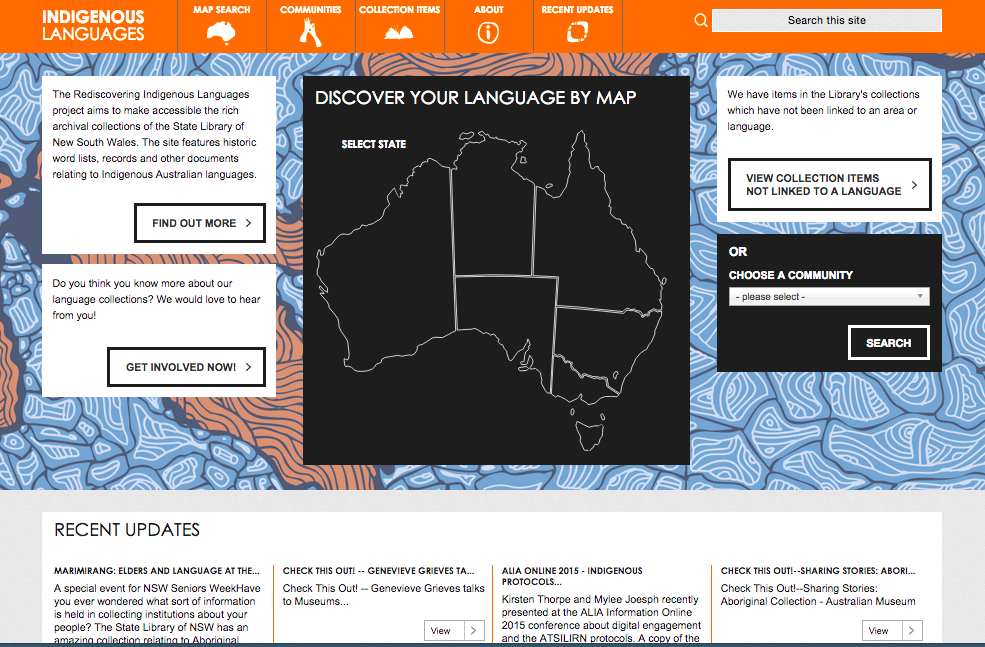 INDIGENOUS
LANGUAGES
MAP SEARCH
COMMUNITIES
COLLECTION ITEMS
ABOUT
RECENT UPDATES
Search this site
The Rediscovering Indigenous Languages
project aims to make accessible the rich
archival collections of the State Library of
New South Wales. The site features historic
word lists, records and other documents
relating to Indigenous Australian languages.
FIND OUT MORE
Do you think you know more about our
language collections? We would love to hear
from you!
GET INVOLVED NOW!
DISCOVER YOUR LANGUAGE BY MAP
SELECT STATE
We have items in the Library's collections
which have not been linked to an area or
language.
VIEW COLLECTION ITEMS
NOT LINKED TO A LANGUAGE
OR
CHOOSE A COMMUNITY
- please select -
SEARCH
RECENT UPDATES
MARIMIRANG: ELDERS AND LANGUAGE AT THE...
A special event for NSW Seniors WeekHave
you ever wondered what sort of information
is held in collecting institutions about your
people? The State Library of NSW has an
amazing collection relating to Aboriginal
CHECK THIS OUT! -- GENEVIEVE GRIEVES TA...
Check This Out! -- Genevieve Grieves talks
to Museums...
View
ALIA ONLINE 2015 - INDIGENOUS
PROTOCOLS...
Kirsten Thorpe and Mylee Joesph recently
presented at the ALIA Information Online
2015 conference about digital engagement
and the ATSILIRN protocols. A copy of the
CHECK THIS OUT!--SHARING STORIES: ABORI...
Check This Out!--Sharing Stories:
Aboriginal Collection - Australian Museum
View